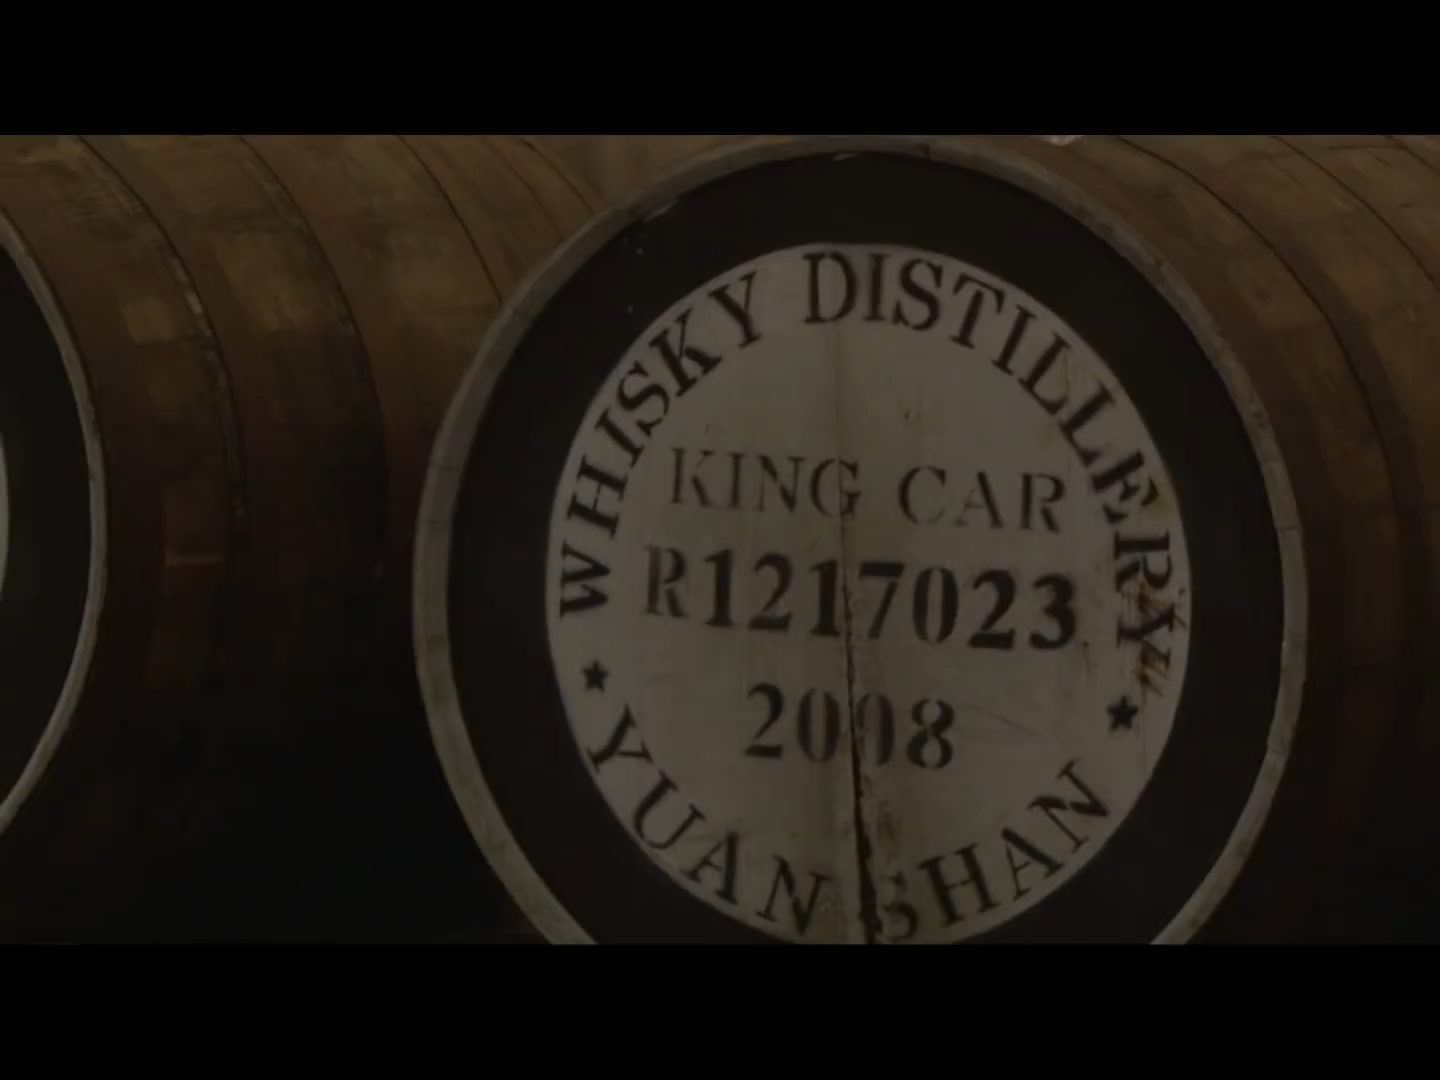 WHISKY DISTILLERY
KING CAR
R1217023
2008
★ YUAN SHAN ★